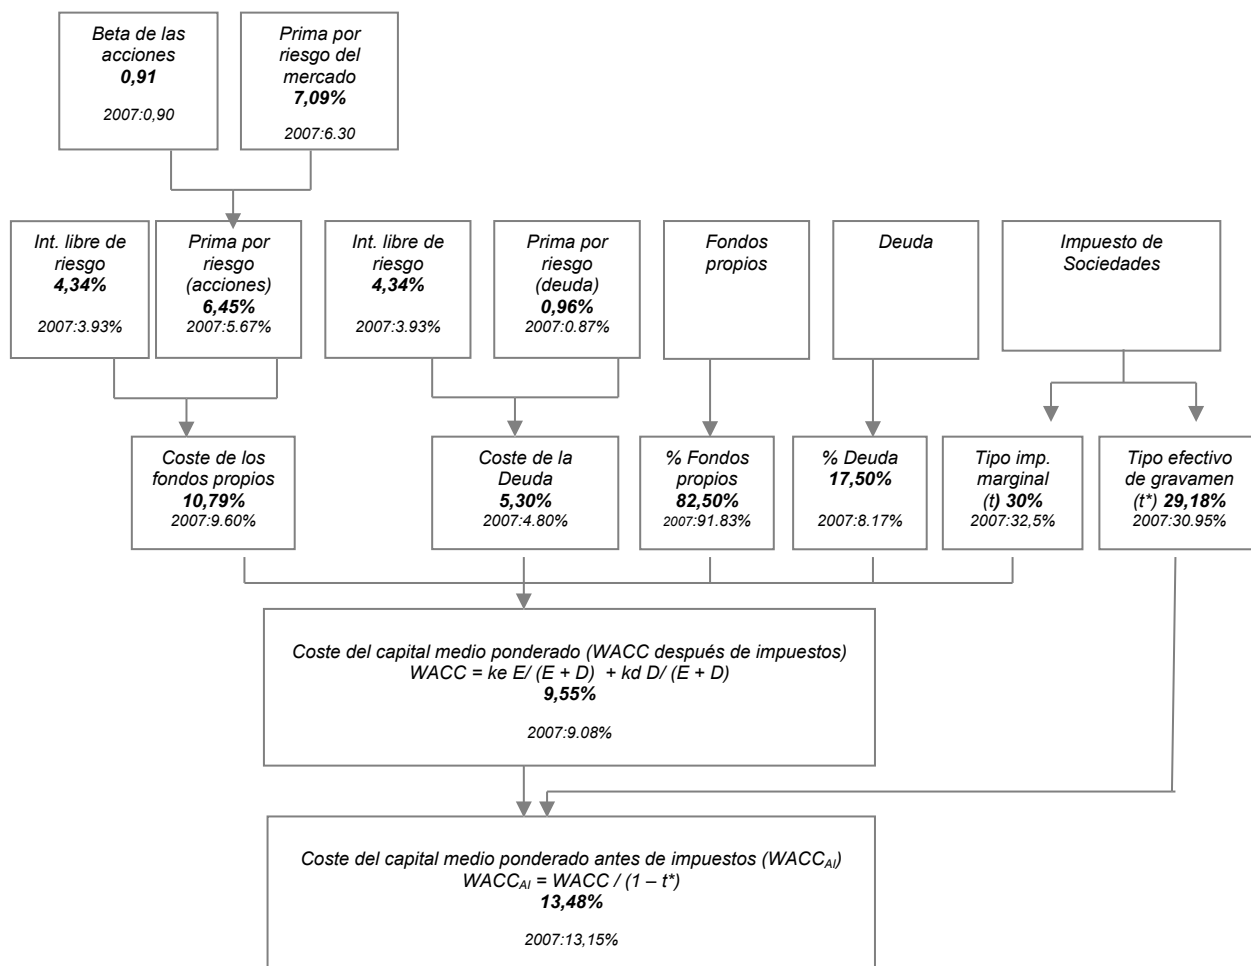 Beta de las
acciones
0,91
2007:0,90
Prima por
riesgo del
mercado
7,09%
2007:6.30
Int. libre de
riesgo
4,34%
2007:3.93%
Prima por
riesgo
(acciones)
6,45%
2007:5.67%
Int. libre de
riesgo
4,34%
2007:3.93%
Prima por
riesgo
(deuda)
0,96%
2007:0.87%
Fondos
propios
Deuda
Impuesto de
Sociedades
Coste de los
fondos propios
10,79%
2007:9.60%
Coste de la
Deuda
5,30%
2007:4.80%
% Fondos
propios
82,50%
2007:91.83%
% Deuda
17,50%
2007:8.17%
Tipo imp.
marginal
(t) 30%
2007:32,5%
Tipo efectivo
de gravamen
(t*) 29,18%
2007:30.95%
Coste del capital medio ponderado (WACC después de impuestos)
WACC = ke E/ (E + D) + kd D/ (E + D)
9,55%
2007:9.08%
Coste del capital medio ponderado antes de impuestos (WACCAI)
WACCAI = WACC / (1 – t*)
13,48%
2007:13,15%